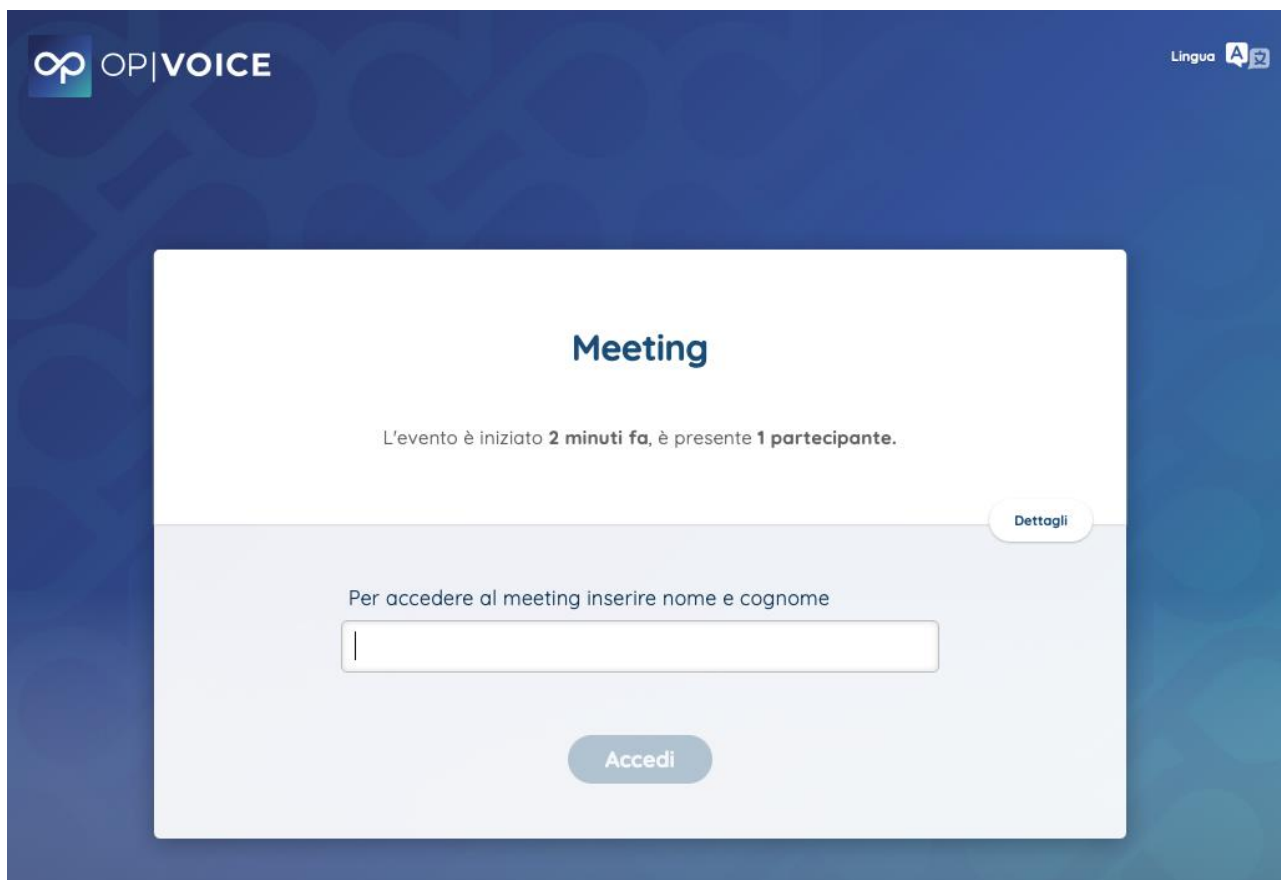 OP|VOICE
Lingua
Meeting
L'evento è iniziato 2 minuti fa, è presente 1 partecipante.
Dettagli
Per accedere al meeting inserire nome e cognome
Accedi